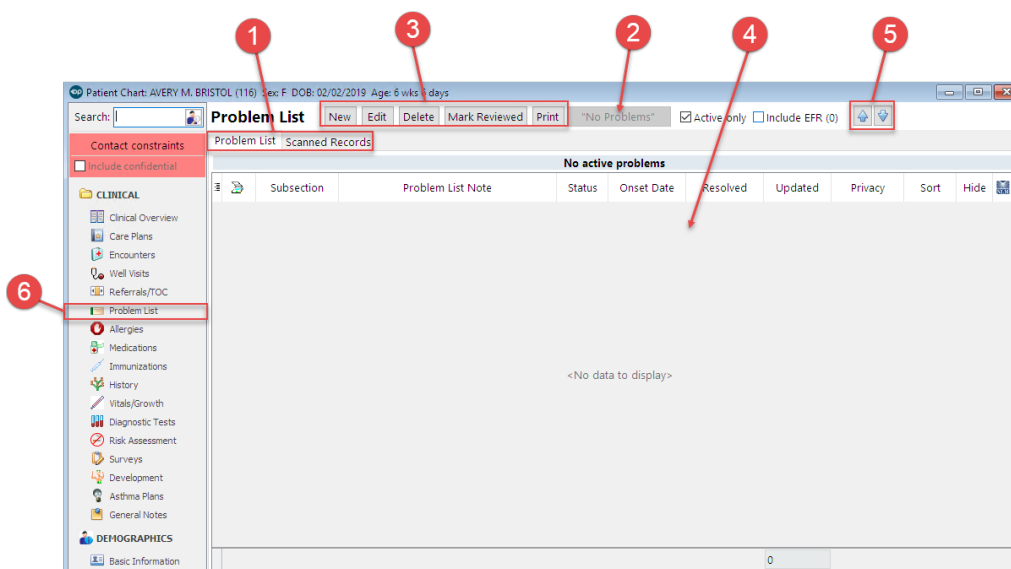 1
3
2
4
5
Patient Chart: AVERY M. BRISTOL (116) Sex: F DOB: 02/02/2019 Age: 6 wks 6 days
Search: Problem List New Edit Delete Mark Reviewed Print "No Problems" Active only Include EFR (0)
Contact constraints Problem List Scanned Records
Include confidential No active problems
CLINICAL Subsection Problem List Note Status Onset Date Resolved Updated Privacy Sort Hide
Clinical Overview
Care Plans
Encounters
Well Visits
6 Referrals/TOC
Problem List
Allergies
Medications
Immunizations
<No data to display>
History
Vitals/Growth
Diagnostic Tests
Risk Assessment
Surveys
Development
Asthma Plans
General Notes
DEMOGRAPHICS
Basic Information 0